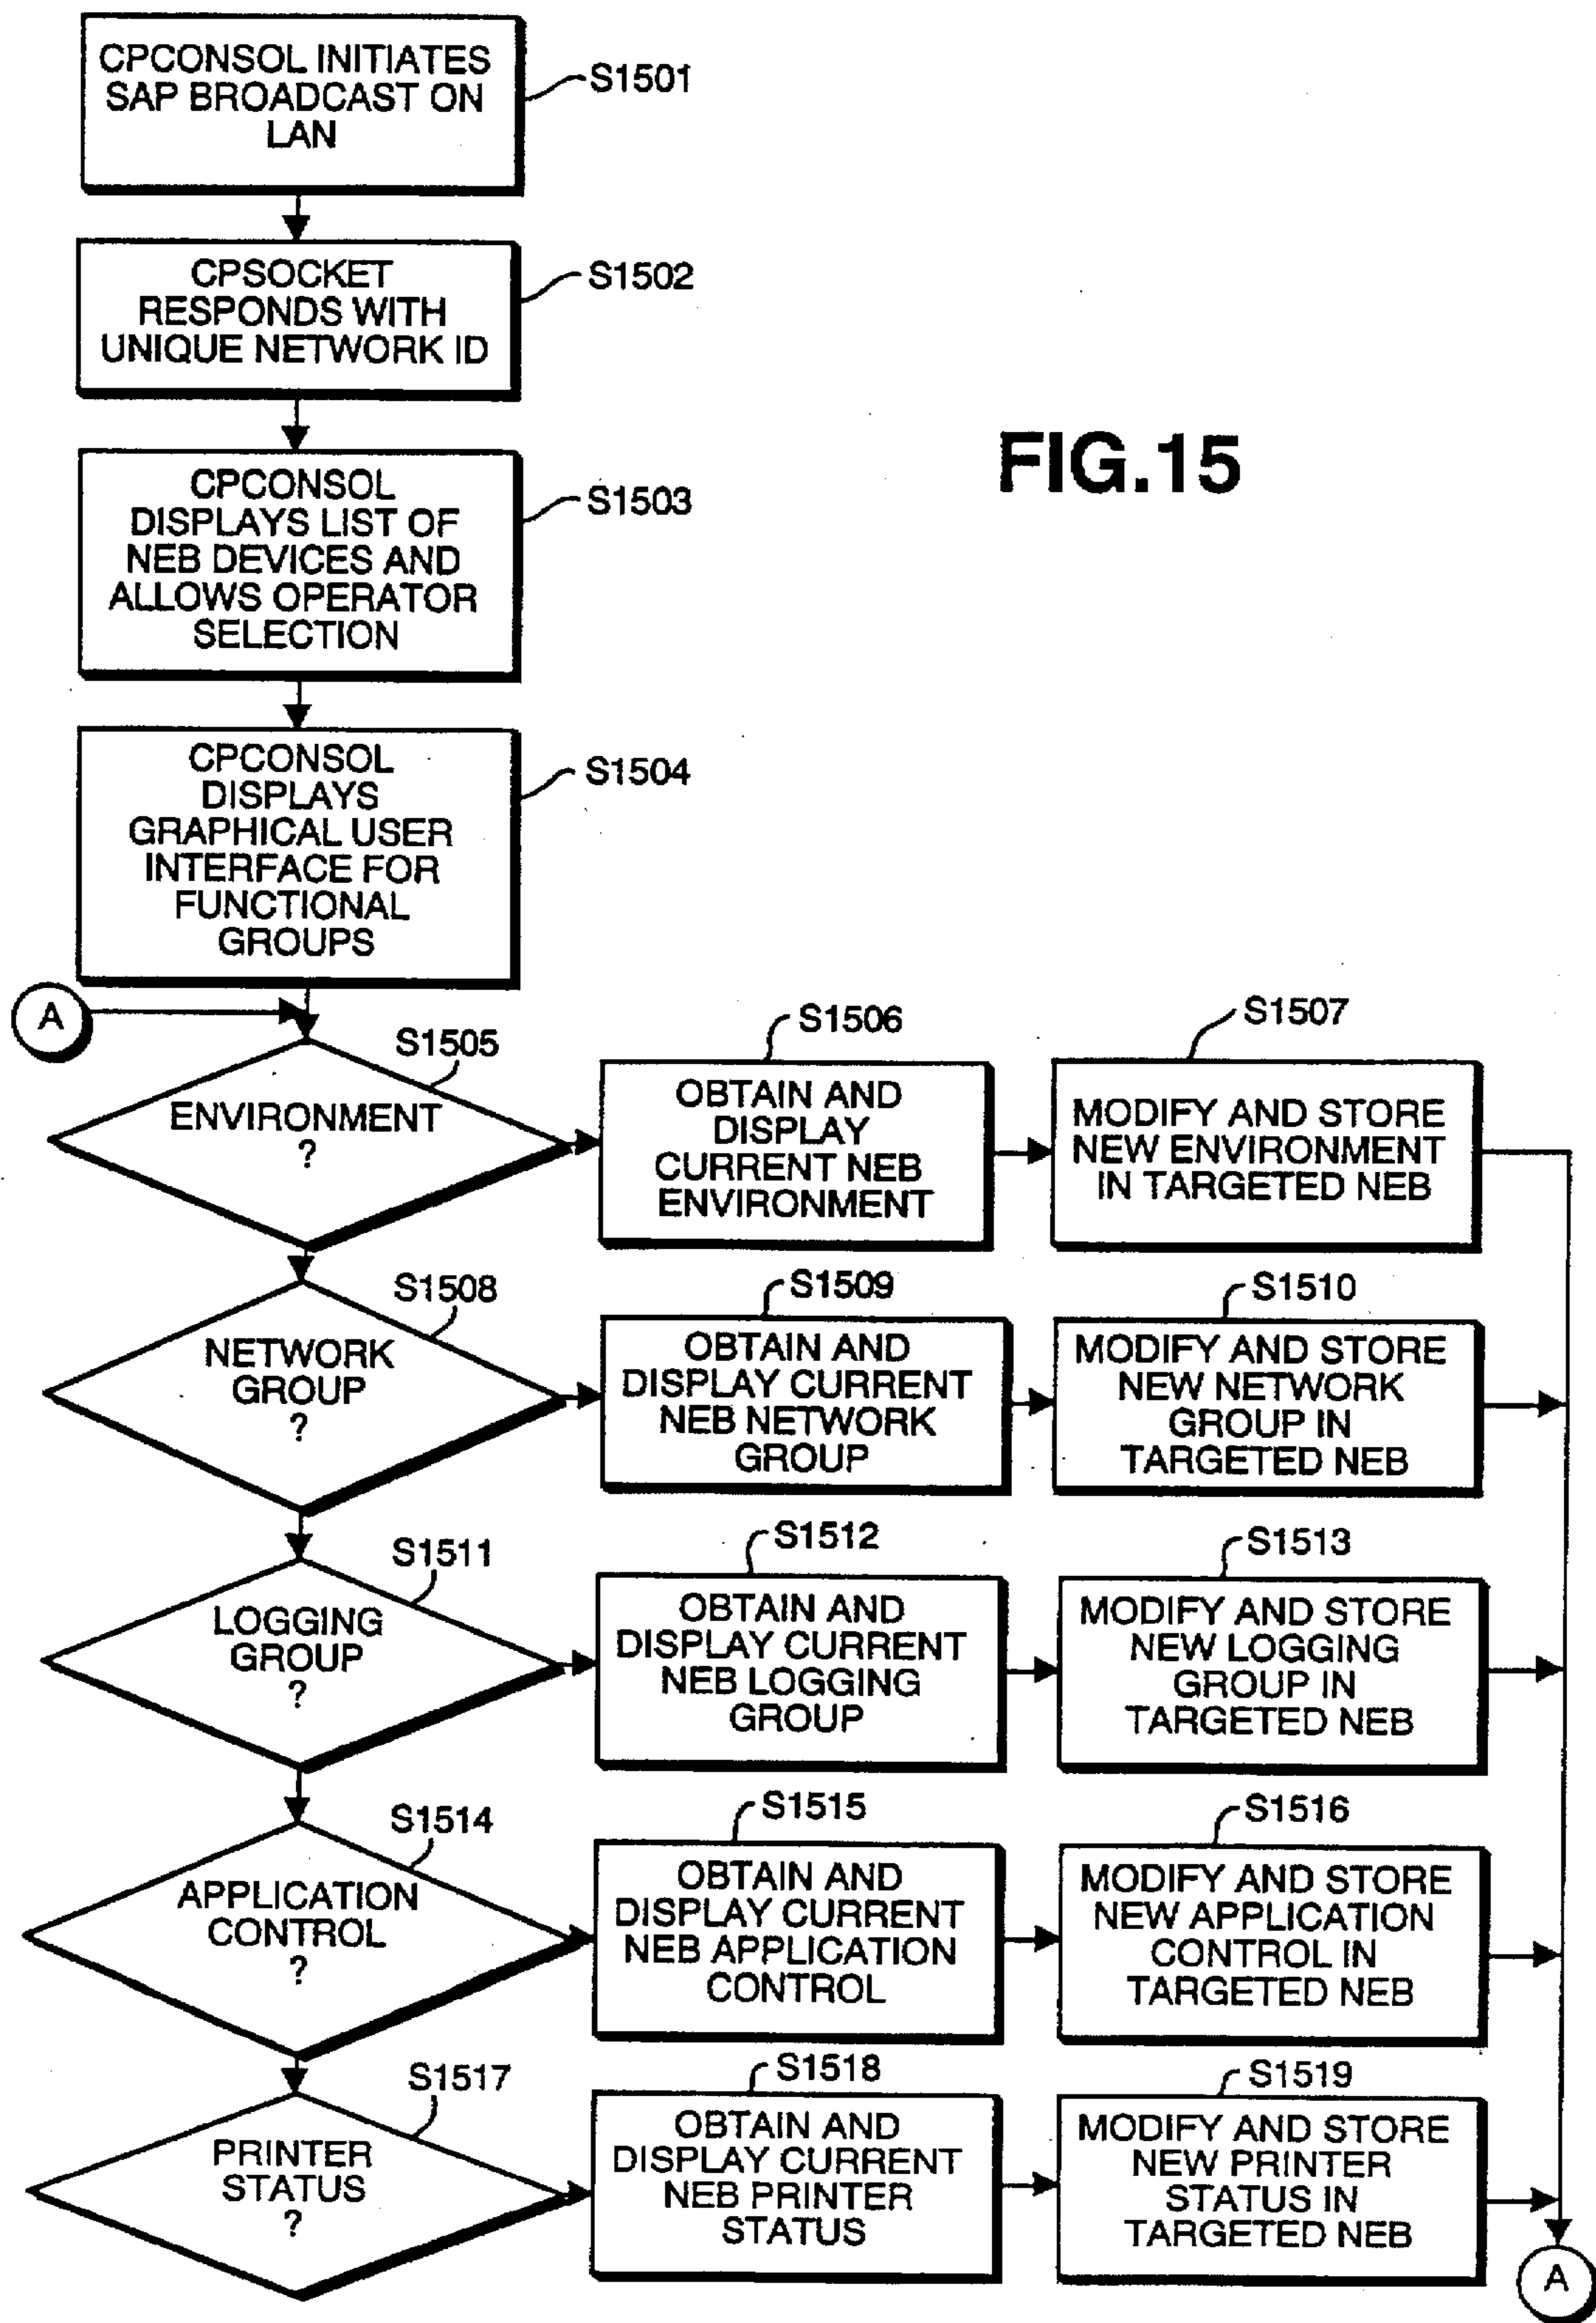 CPCONSOL INITIATES
SAP BROADCAST ON
LAN
S1501
CPSOCKET
RESPONDS WITH
UNIQUE NETWORK ID
S1502
FIG.15
CPCONSOL
DISPLAYS LIST OF
NEB DEVICES AND
ALLOWS OPERATOR
SELECTION
S1503
CPCONSOL
DISPLAYS
GRAPHICAL USER
INTERFACE FOR
FUNCTIONAL
GROUPS
S1504
A
S1505
ENVIRONMENT
?
S1506
OBTAIN AND
DISPLAY
CURRENT NEB
ENVIRONMENT
S1507
MODIFY AND STORE
NEW ENVIRONMENT
IN TARGETED NEB
S1508
NETWORK
GROUP
?
S1509
OBTAIN AND
DISPLAY CURRENT
NEB NETWORK
GROUP
S1510
MODIFY AND STORE
NEW NETWORK
GROUP IN
TARGETED NEB
S1511
LOGGING
GROUP
?
S1512
OBTAIN AND
DISPLAY CURRENT
NEB LOGGING
GROUP
S1513
MODIFY AND STORE
NEW LOGGING
GROUP IN
TARGETED NEB
S1514
APPLICATION
CONTROL
?
S1515
OBTAIN AND
DISPLAY CURRENT
NEB APPLICATION
CONTROL
S1516
MODIFY AND STORE
NEW APPLICATION
CONTROL IN
TARGETED NEB
S1517
PRINTER
STATUS
?
S1518
OBTAIN AND
DISPLAY CURRENT
NEB PRINTER
STATUS
S1519
MODIFY AND STORE
NEW PRINTER
STATUS IN
TARGETED NEB
A